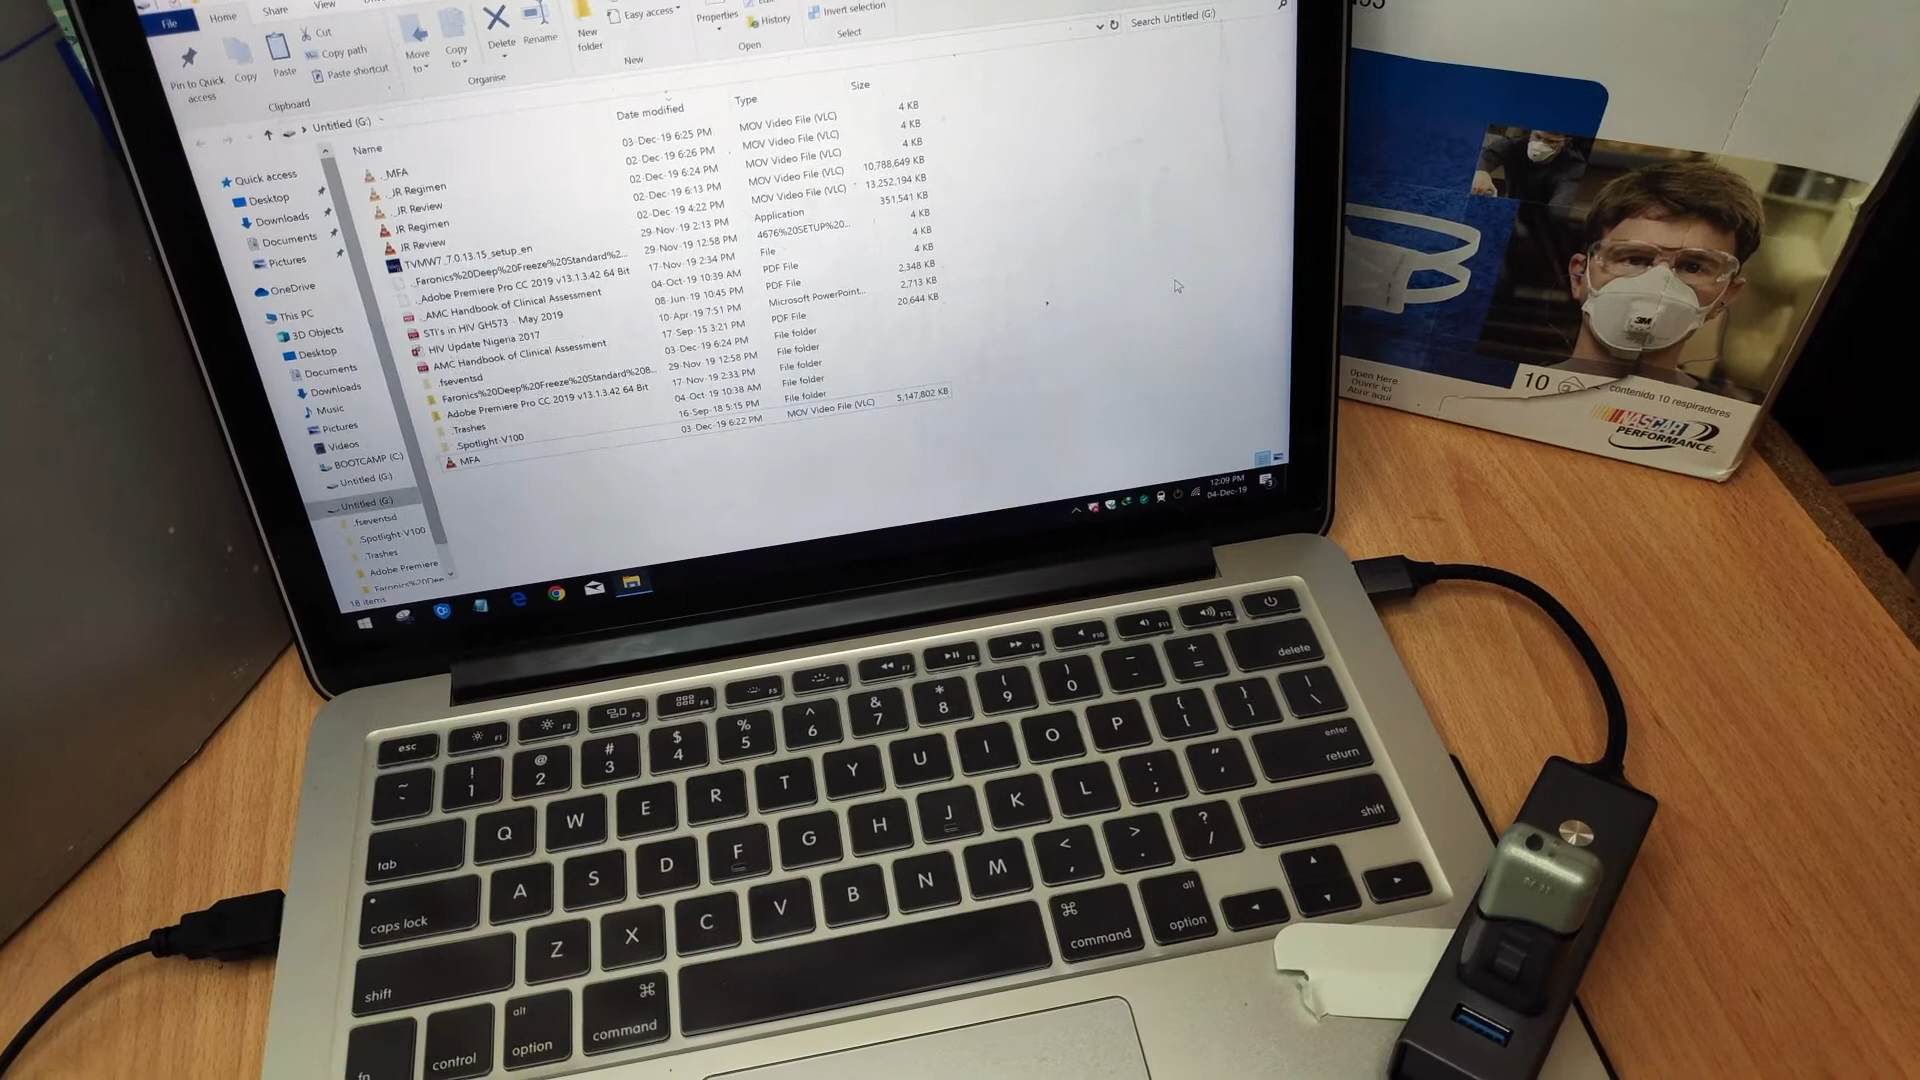 File
Home
Share
View
Pin to Quick access
Copy
Paste
Cut
Copy path
Paste shortcut
Clipboard
Move to
Copy to
Delete
Rename
Organise
New folder
Easy access
New
Properties
History
Open
Invert selection
Select
Untitled (G:)
Search Untitled (G:)
Name
Date modified
Type
Size
._MFA 03-Dec-19 6:25 PM MOV Video File (VLC) 4 KB
._JR Regimen 02-Dec-19 6:26 PM MOV Video File (VLC) 4 KB
._JR Review 02-Dec-19 6:24 PM MOV Video File (VLC) 4 KB
JR Regimen 02-Dec-19 6:13 PM MOV Video File (VLC) 10,788,649 KB
JR Review 02-Dec-19 4:22 PM MOV Video File (VLC) 13,252,194 KB
TVMW7_7.0.13.15_setup_en 29-Nov-19 2:13 PM Application 351,541 KB
._Faronics%20Deep%20Freeze%20Standard%2... 29-Nov-19 12:58 PM 4676%20SETUP%20... 4 KB
._Adobe Premiere Pro CC 2019 v13.1.3.42 64 Bit 17-Nov-19 2:34 PM File 4 KB
._AMC Handbook of Clinical Assessment 04-Oct-19 10:39 AM PDF File 4 KB
STI's in HIV GH573 - May 2019 08-Jun-19 10:45 PM PDF File 2,348 KB
HIV Update Nigeria 2017 10-Apr-19 7:51 PM Microsoft PowerPoint... 2,713 KB
AMC Handbook of Clinical Assessment 17-Sep-15 3:21 PM PDF File 20,644 KB
.fseventsd 03-Dec-19 6:24 PM File folder
Faronics%20Deep%20Freeze%20Standard%208... 29-Nov-19 12:58 PM File folder
Adobe Premiere Pro CC 2019 v13.1.3.42 64 Bit 17-Nov-19 2:33 PM File folder
.Trashes 04-Oct-19 10:38 AM File folder
.Spotlight-V100 16-Sep-18 5:15 PM File folder
MFA 03-Dec-19 6:22 PM MOV Video File (VLC) 5,147,802 KB
Quick access
Desktop
Downloads
Documents
Pictures
OneDrive
This PC
3D Objects
Desktop
Documents
Downloads
Music
Pictures
Videos
BOOTCAMP (C:)
Untitled (G:)
Untitled (G:)
.fseventsd
.Spotlight-V100
.Trashes
Adobe Premiere
18 items
12:09 PM
04-Dec-19
3M
Open Here
Ouvrir ici
Abrir aquí
10
contenido 10 respiradores
NASCAR
PERFORMANCE
esc F1 F2 F3 F4 F5 F6 F7 F8 F9 F10 F11 F12
~ ` ! 1 @ 2 # 3 $ 4 % 5 ^ 6 & 7 * 8 ( 9 ) 0 _ - + = delete
tab Q W E R T Y U I O P { [ } ] | \
caps lock A S D F G H J K L : ; " ' enter return
shift Z X C V B N M < , > . ? / shift
fn control alt option ⌘ command ⌘ command alt option